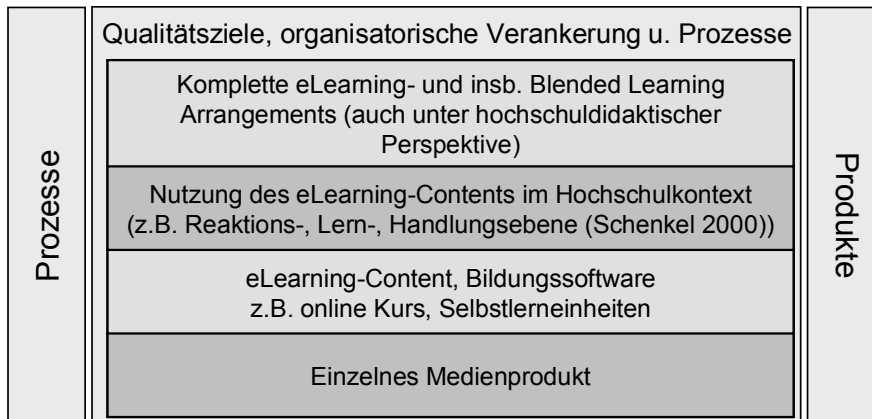 Prozesse
Qualitätsziele, organisatorische Verankerung u. Prozesse
Komplette eLearning- und insb. Blended Learning
Arrangements (auch unter hochschuldidaktischer
Perspektive)
Nutzung des eLearning-Contents im Hochschulkontext
(z.B. Reaktions-, Lern-, Handlungsebene (Schenkel 2000))
eLearning-Content, Bildungssoftware
z.B. online Kurs, Selbstlerneinheiten
Einzelnes Medienprodukt
Produkte